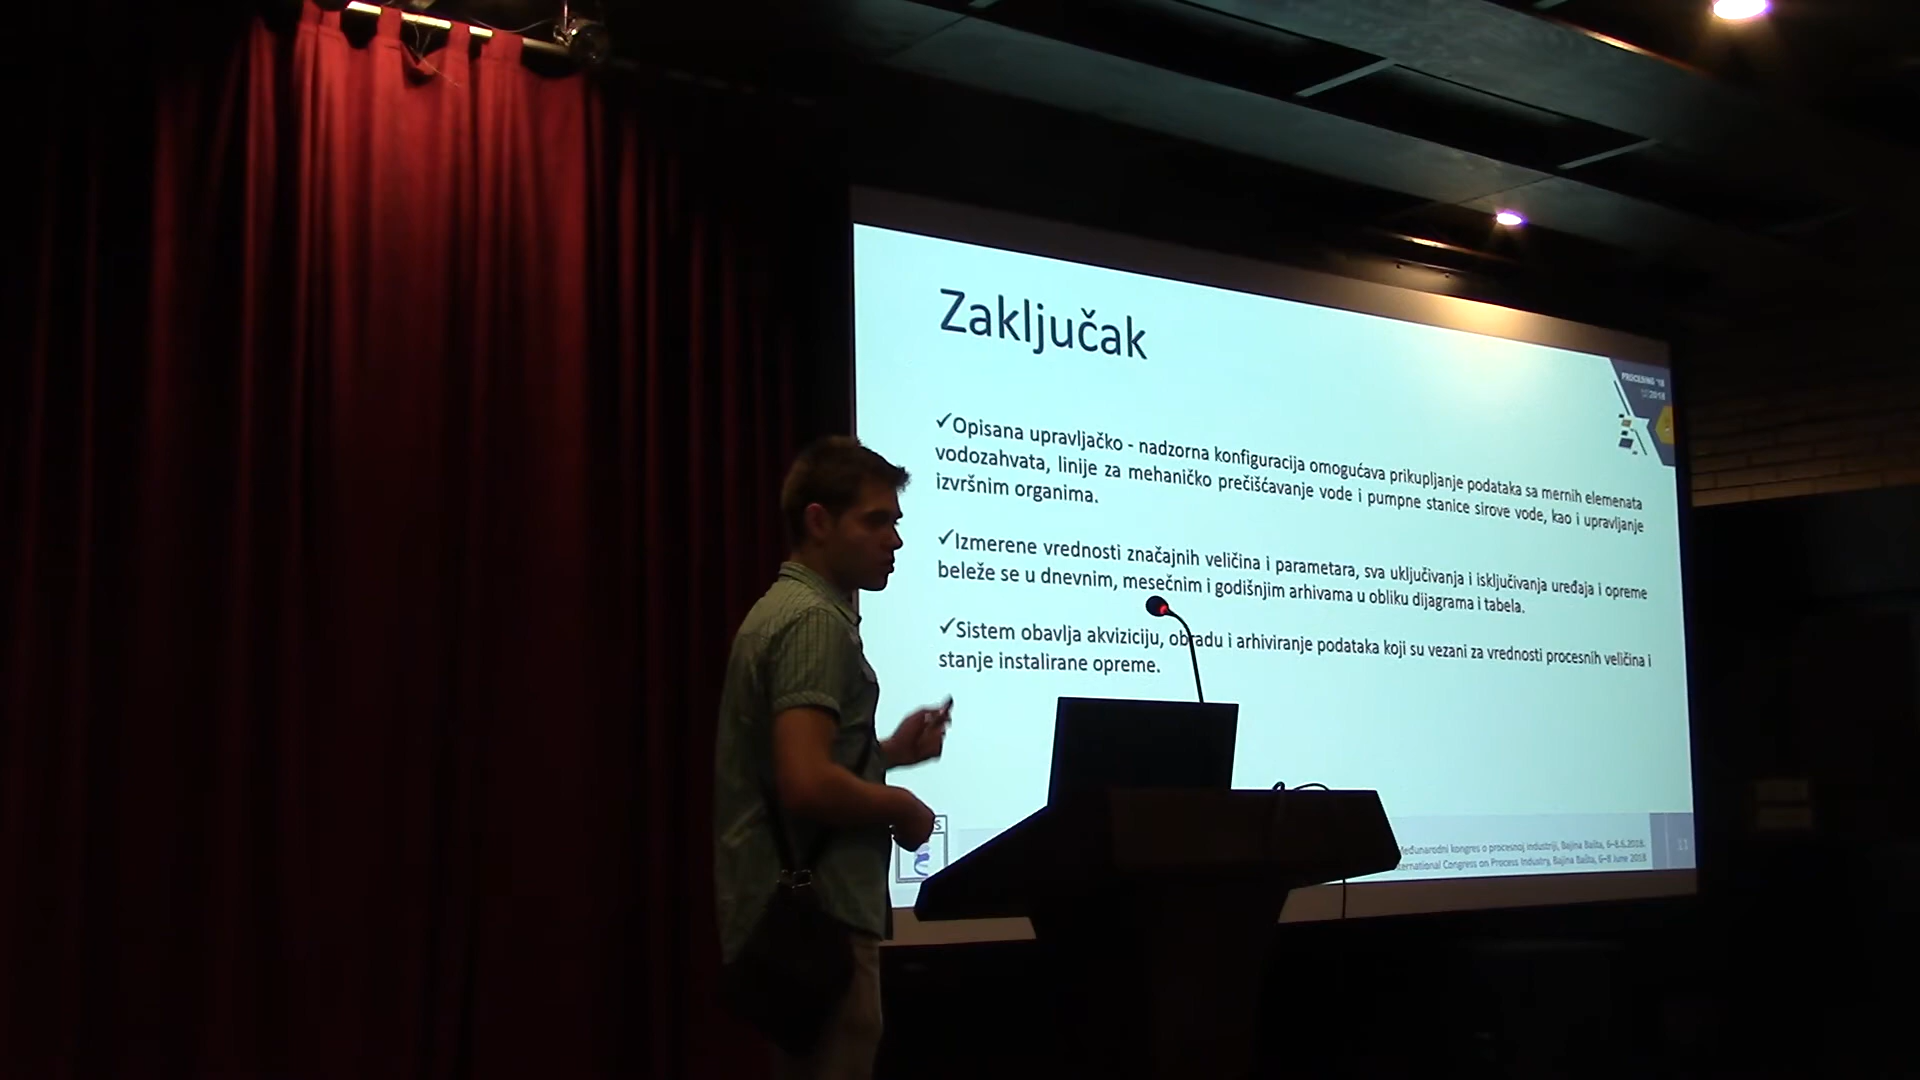 Zaključak
PROCESING '18
2018
✓Opisana upravljačko - nadzorna konfiguracija omogućava prikupljanje podataka sa mernih elemenata
vodozahvata, linije za mehaničko prečišćavanje vode i pumpne stanice sirove vode, kao i upravljanje
izvršnim organima.
✓Izmerene vrednosti značajnih veličina i parametara, sva uključivanja i isključivanja uređaja i opreme
beleže se u dnevnim, mesečnim i godišnjim arhivama u obliku dijagrama i tabela.
✓Sistem obavlja akviziciju, obradu i arhiviranje podataka koji su vezani za vrednosti procesnih veličina i
stanje instalirane opreme.
Međunarodni kongres o procesnoj industriji, Bajina Bašta, 6–8.6.2018.
International Congress on Process Industry, Bajina Bašta, 6–8 June 2018